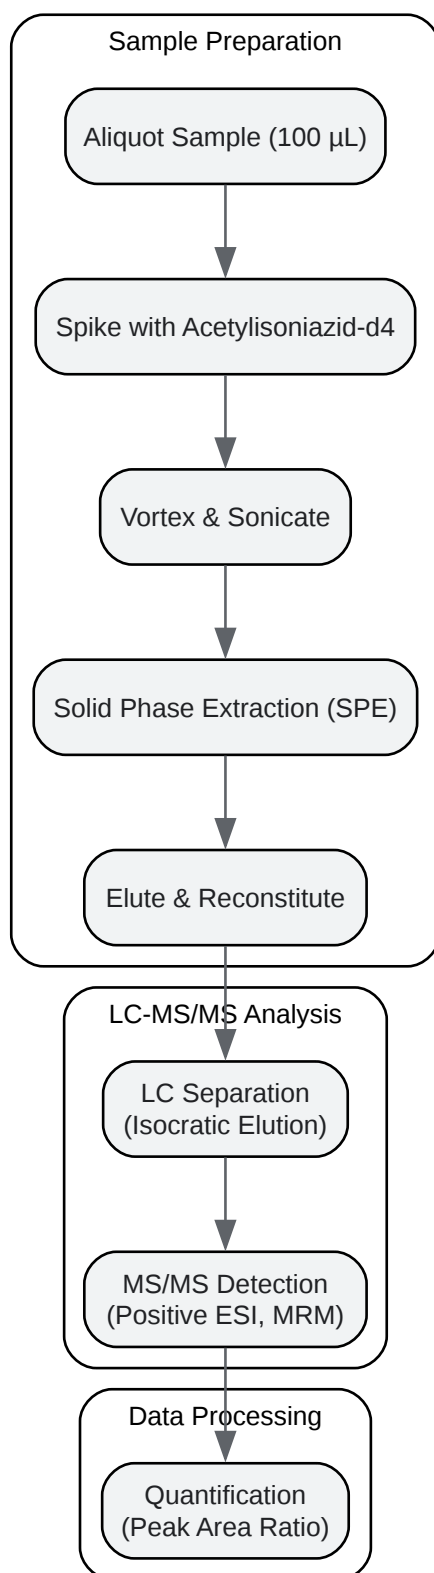 Sample Preparation
Aliquot Sample (100 µL)
Spike with Acetylisoniazid-d4
Vortex & Sonicate
Solid Phase Extraction (SPE)
Elute & Reconstitute
LC-MS/MS Analysis
LC Separation
(Isocratic Elution)
MS/MS Detection
(Positive ESI, MRM)
Data Processing
Quantification
(Peak Area Ratio)